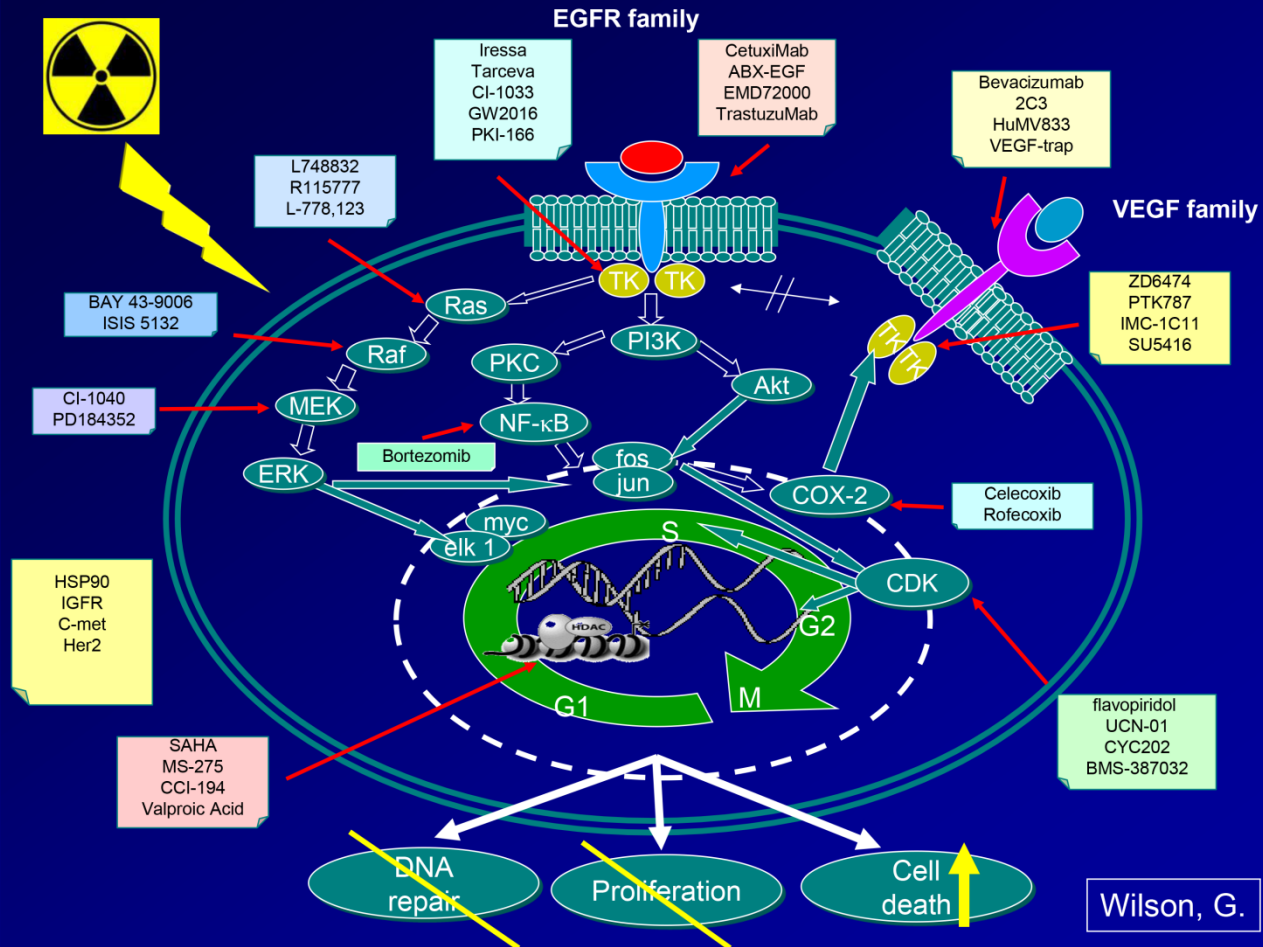 EGFR family
Iressa
Tarceva
CI-1033
GW2016
PKI-166
CetuxiMab
ABX-EGF
EMD72000
TrastuzuMab
Bevacizumab
2C3
HuMV833
VEGF-trap
L748832
R115777
L-778,123
VEGF family
TK
TK
Ras
BAY 43-9006
ISIS 5132
ZD6474
PTK787
IMC-1C11
SU5416
TK
TK
Raf
PKC
PI3K
Akt
CI-1040
PD184352
MEK
NF-κB
Bortezomib
ERK
fos
jun
COX-2
Celecoxib
Rofecoxib
myc
elk 1
S
CDK
HSP90
IGFR
C-met
Her2
HDAC
G2
G1
M
flavopiridol
UCN-01
CYC202
BMS-387032
SAHA
MS-275
CCI-194
Valproic Acid
DNA
repair
Proliferation
Cell
death
Wilson, G.